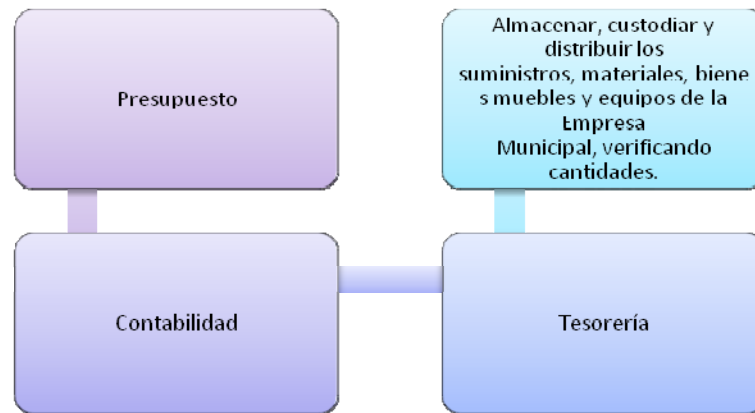 Presupuesto
Almacenar, custodiar y
distribuir los
suministros, materiales, biene
s muebles y equipos de la
Empresa
Municipal, verificando
cantidades.
Contabilidad
Tesorería